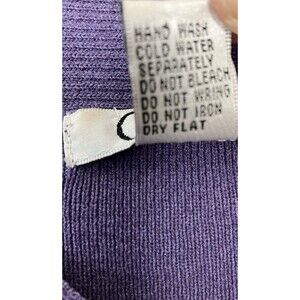 HAND WASH
COLD WATER
SEPARATELY
DO NOT BLEACH
DO NOT WRING
DO NOT IRON
DRY FLAT